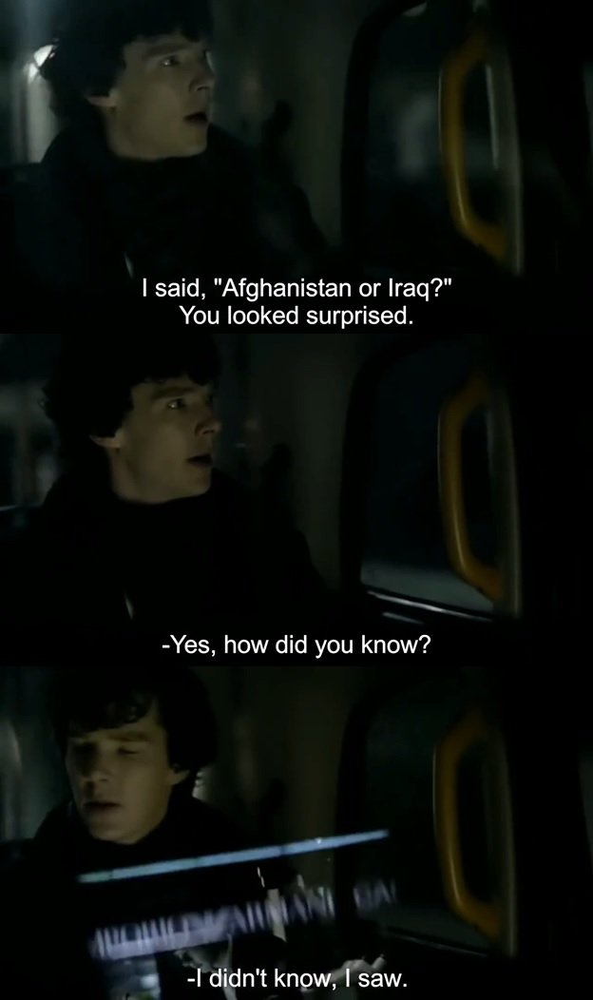 I said, "Afghanistan or Iraq?"
You looked surprised.
-Yes, how did you know?
-I didn't know, I saw.